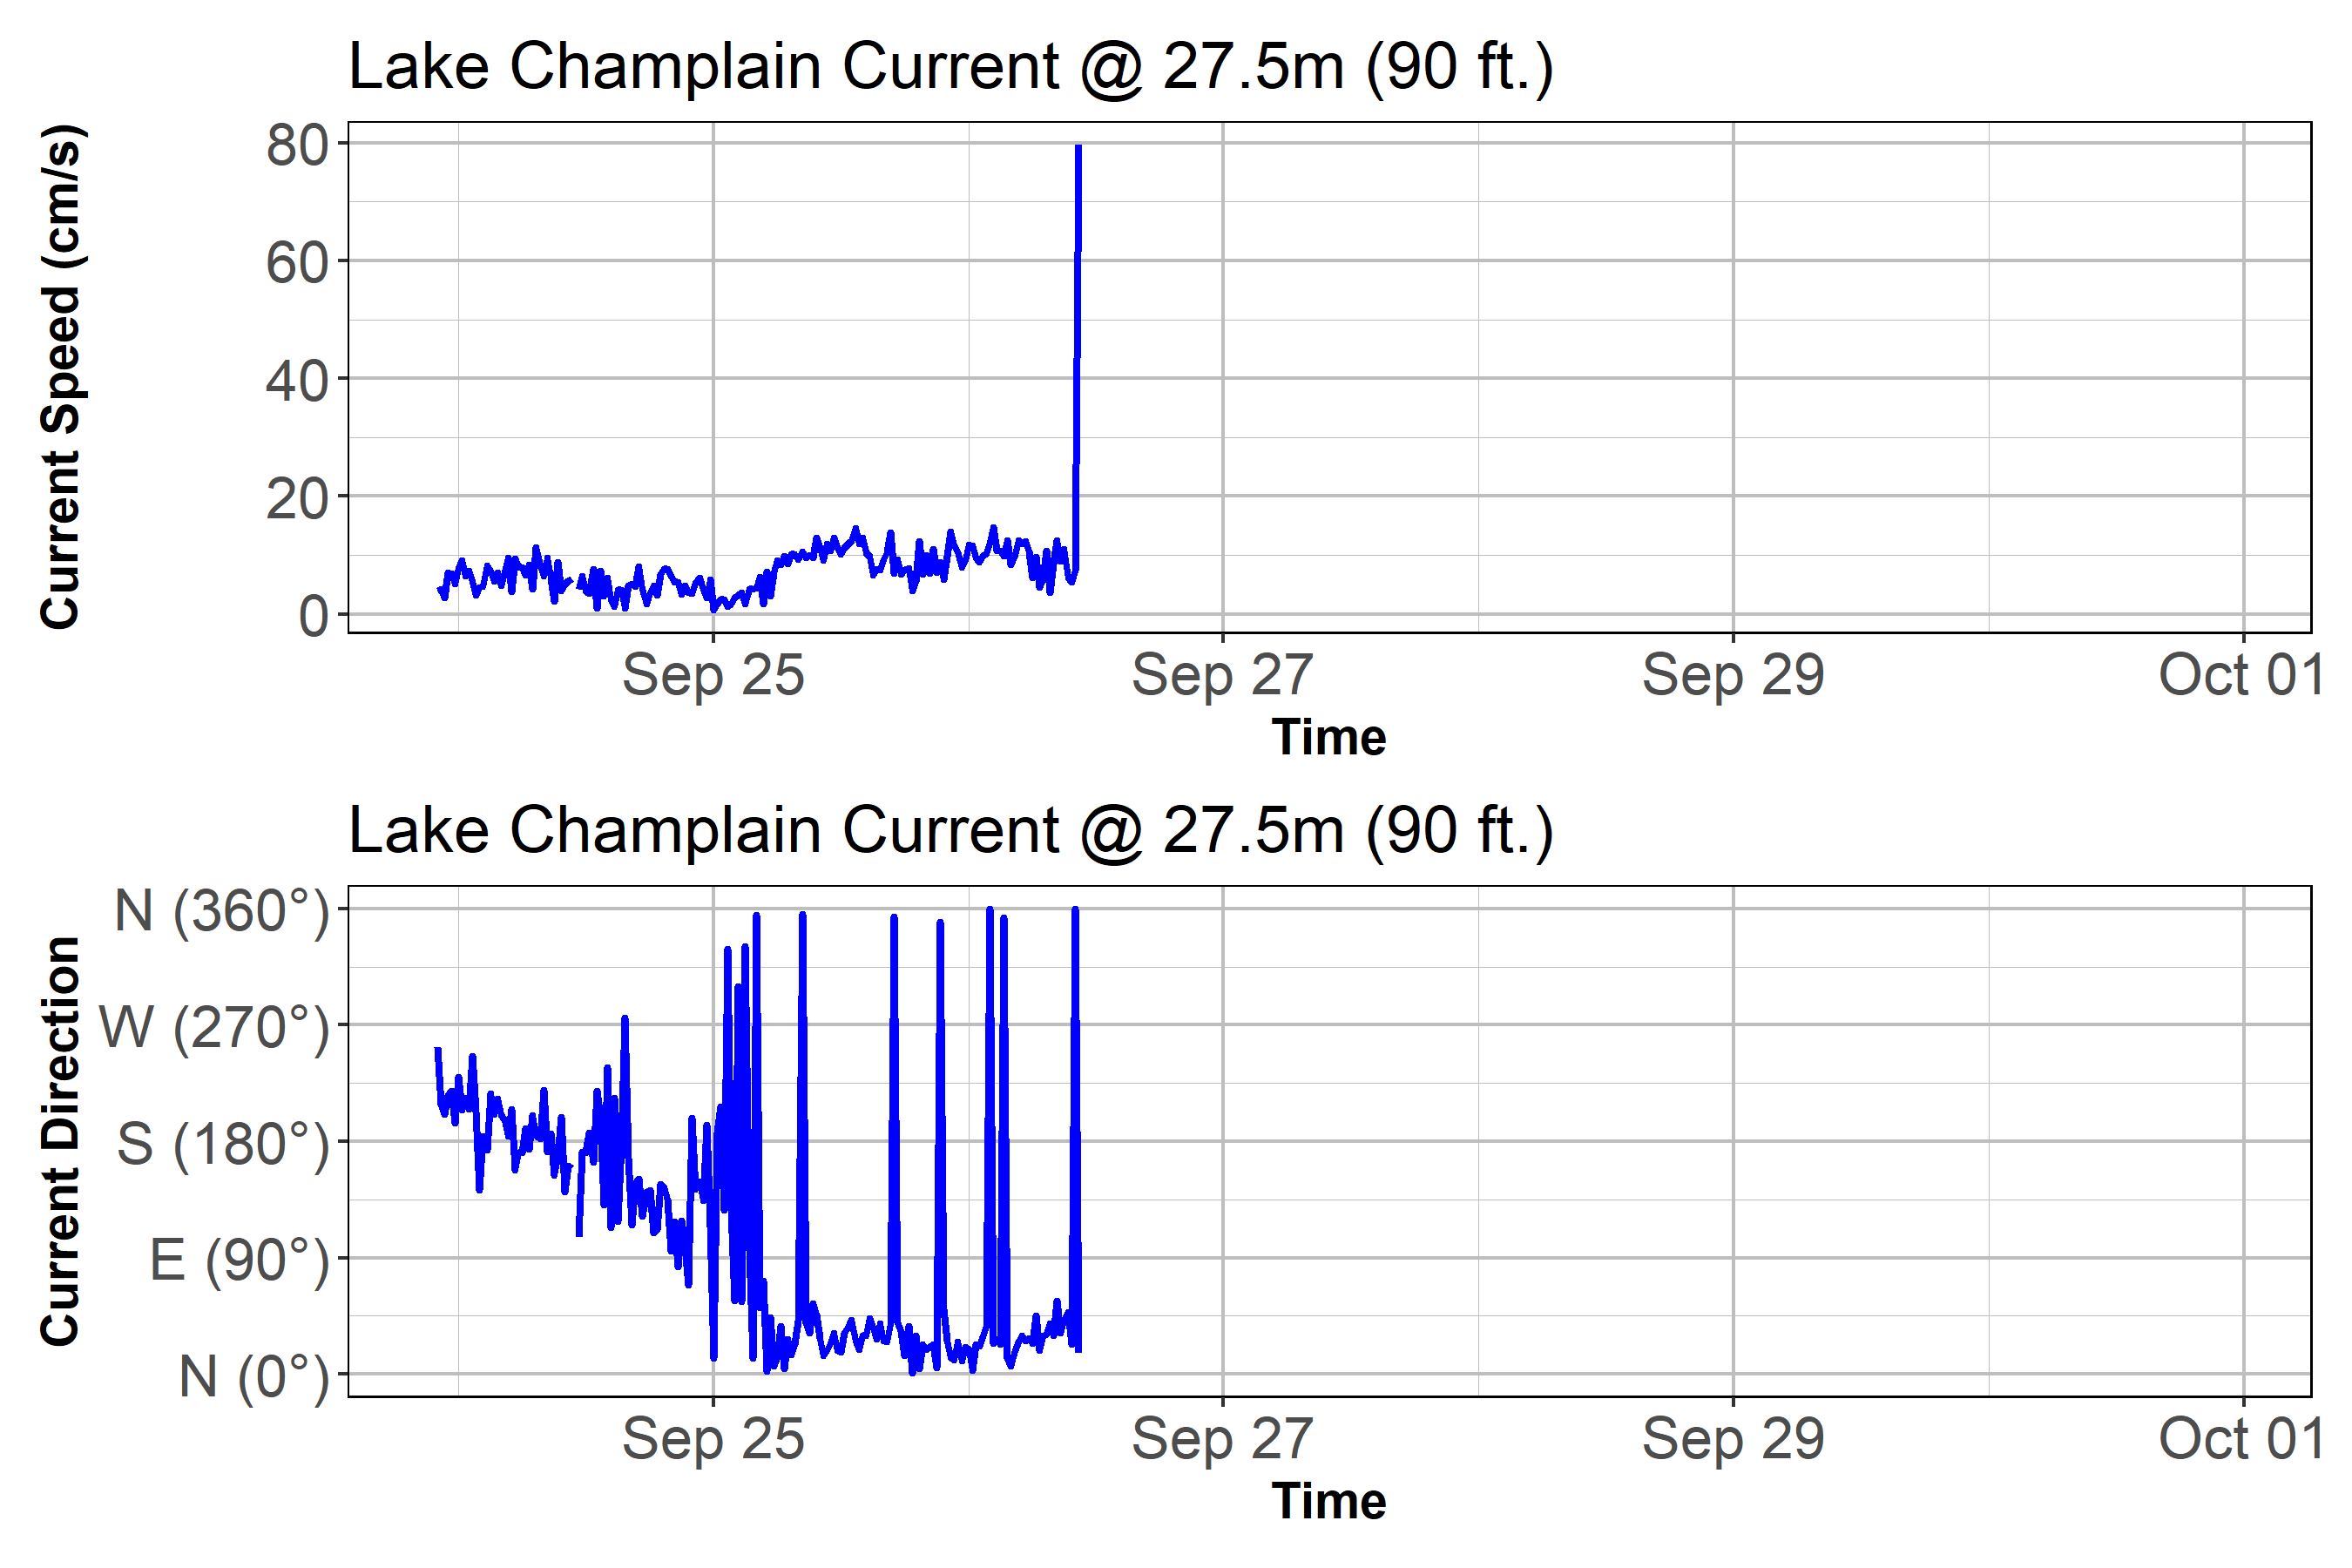 Lake Champlain Current @ 27.5m (90 ft.)
Current Speed (cm/s)
80
60
40
20
0
Sep 25 Sep 27 Sep 29 Oct 01
Time
Lake Champlain Current @ 27.5m (90 ft.)
Current Direction
N (360°)
W (270°)
S (180°)
E (90°)
N (0°)
Sep 25 Sep 27 Sep 29 Oct 01
Time